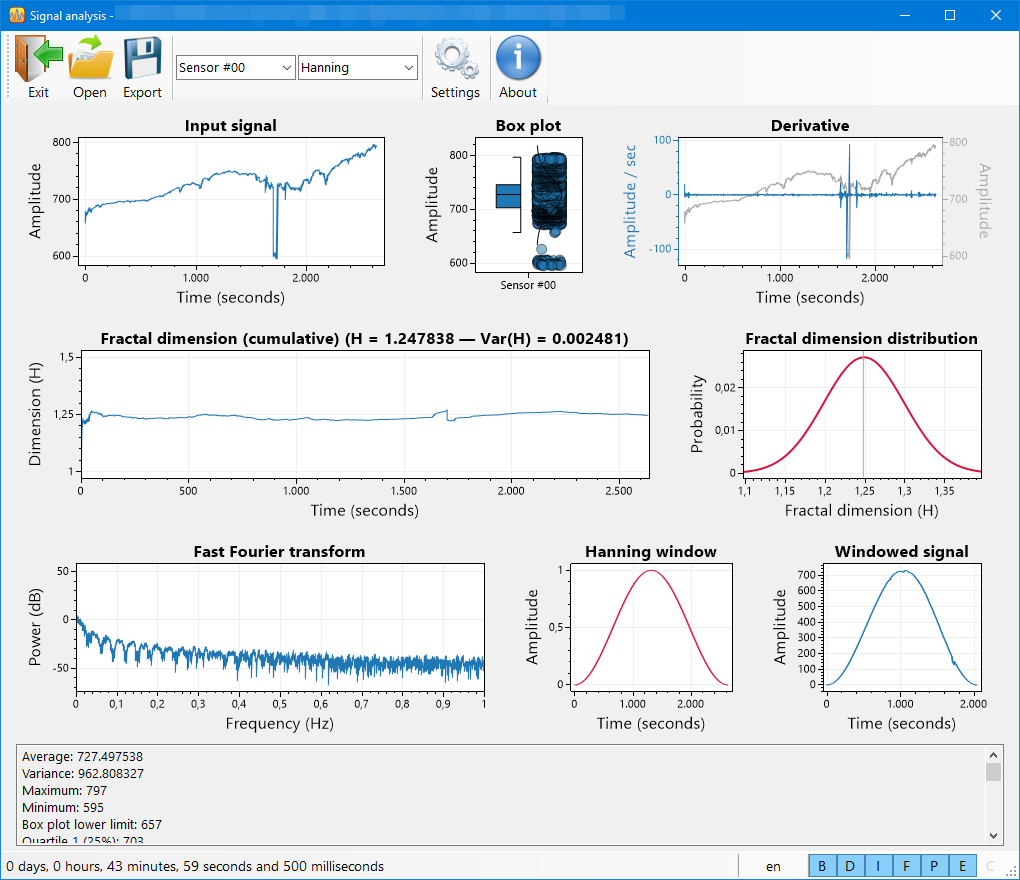 Signal analysis -
Exit Open Export Sensor #00 Hanning Settings About
Input signal
Amplitude
800
700
600
0 1.000 2.000
Time (seconds)
Box plot
Amplitude
800
700
600
Sensor #00
Derivative
Amplitude / sec
100
0
-100
800
700
600
Amplitude
0 1.000 2.000
Time (seconds)
Fractal dimension (cumulative) (H = 1.247838 — Var(H) = 0.002481)
Dimension (H)
1,5
1,25
1
0 500 1.000 1.500 2.000 2.500
Time (seconds)
Fractal dimension distribution
Probability
0,02
0,01
0
1,1 1,15 1,2 1,25 1,3 1,35
Fractal dimension (H)
Fast Fourier transform
Power (dB)
50
0
-50
0 0,1 0,2 0,3 0,4 0,5 0,6 0,7 0,8 0,9 1
Frequency (Hz)
Hanning window
Amplitude
1
0,5
0
0 1.000 2.000
Time (seconds)
Windowed signal
Amplitude
700
600
500
400
300
200
100
0
0 1.000 2.000
Time (seconds)
Average: 727.497538
Variance: 962.808327
Maximum: 797
Minimum: 595
Box plot lower limit: 657
Quartile 1 (25%): 703
0 days, 0 hours, 43 minutes, 59 seconds and 500 milliseconds
en B D I F P E C